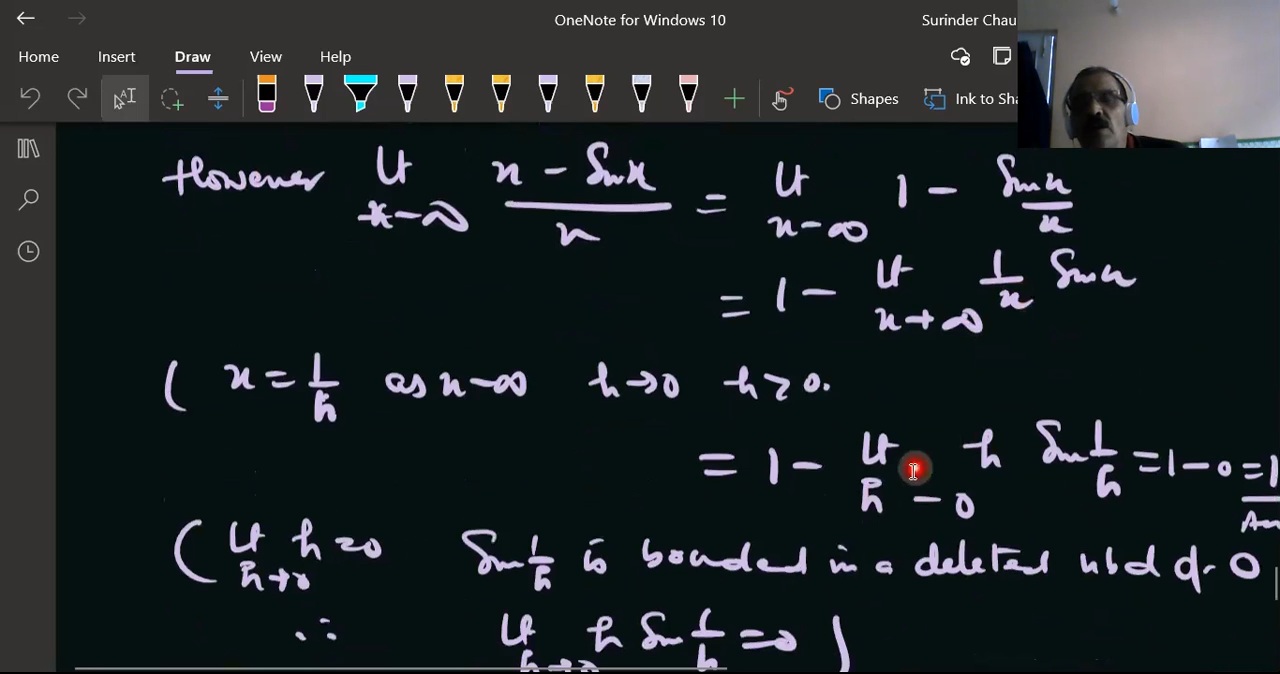 OneNote for Windows 10
Surinder Chau
Home Insert Draw View Help
Shapes
Ink to Sha
However Lt x→∞ x - Sin x / x = Lt x→∞ 1 - Sin x / x
= 1 - Lt x→∞ 1/x Sin x
( x = 1/h as x→∞ h→0 h > 0.
= 1 - Lt h→0 h Sin 1/h = 1 - 0 = 1
Ans
( Lt h→0 h = 0 Sin 1/h is bounded in a deleted nbd of 0
∴ Lt h→0 h Sin 1/h = 0 )